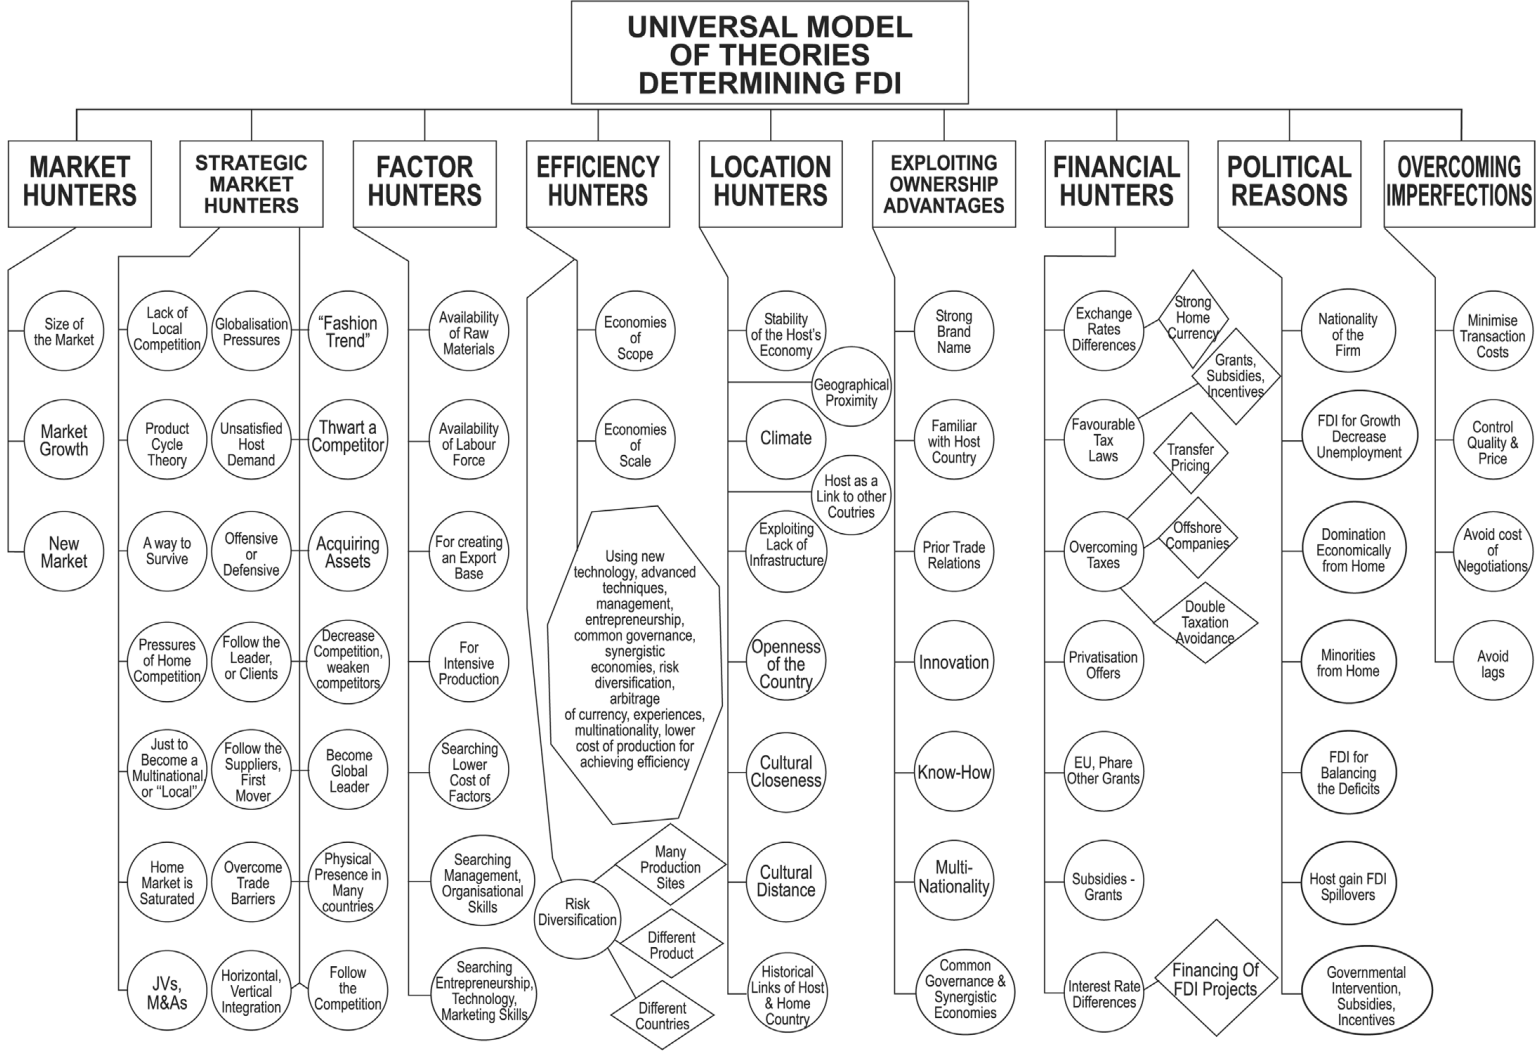 UNIVERSAL MODEL
OF THEORIES
DETERMINING FDI
MARKET
HUNTERS
STRATEGIC
MARKET
HUNTERS
FACTOR
HUNTERS
EFFICIENCY
HUNTERS
LOCATION
HUNTERS
EXPLOITING
OWNERSHIP
ADVANTAGES
FINANCIAL
HUNTERS
POLITICAL
REASONS
OVERCOMING
IMPERFECTIONS
Size of
the Market
Market
Growth
New
Market
Lack of
Local
Competition
Product
Cycle
Theory
A way to
Survive
Pressures
of Home
Competition
Just to
Become a
Multinational,
or “Local”
Home
Market is
Saturated
JVs,
M&As
Globalisation
Pressures
Unsatisfied
Host
Demand
Offensive
or
Defensive
Follow the
Leader,
or Clients
Follow the
Suppliers,
First
Mover
Overcome
Trade
Barriers
Horizontal,
Vertical
Integration
“Fashion
Trend”
Thwart a
Competitor
Acquiring
Assets
Decrease
Competition,
weaken
competitors
Become
Global
Leader
Physical
Presence in
Many
countries
Follow
the
Competition
Availability
of Raw
Materials
Availability
of Labour
Force
For creating
an Export
Base
For
Intensive
Production
Searching
Lower
Cost of
Factors
Searching
Management,
Organisational
Skills
Searching
Entrepreneurship,
Technology,
Marketing Skills
Economies
of
Scope
Economies
of
Scale
Using new
technology, advanced
techniques,
management,
entrepreneurship,
common governance,
synergistic
economies, risk
diversification,
arbitrage
of currency, experiences,
multinationality, lower
cost of production for
achieving efficiency
Risk
Diversification
Many
Production
Sites
Different
Product
Different
Countries
Stability
of the Host's
Economy
Geographical
Proximity
Climate
Host as a
Link to other
Coutries
Exploiting
Lack of
Infrastructure
Openness
of the
Country
Cultural
Closeness
Cultural
Distance
Historical
Links of Host
& Home
Country
Strong
Brand
Name
Familiar
with Host
Country
Prior Trade
Relations
Innovation
Know-How
Multi-
Nationality
Common
Governance &
Synergistic
Economies
Exchange
Rates
Differences
Strong
Home
Currency
Grants,
Subsidies,
Incentives
Favourable
Tax
Laws
Transfer
Pricing
Overcoming
Taxes
Offshore
Companies
Double
Taxation
Avoidance
Privatisation
Offers
EU, Phare
Other Grants
Subsidies -
Grants
Interest Rate
Differences
Financing Of
FDI Projects
Nationality
of the
Firm
FDI for Growth
Decrease
Unemployment
Domination
Economically
from Home
Minorities
from Home
FDI for
Balancing
the Deficits
Host gain FDI
Spillovers
Governmental
Intervention,
Subsidies,
Incentives
Minimise
Transaction
Costs
Control
Quality &
Price
Avoid cost
of
Negotiations
Avoid
lags